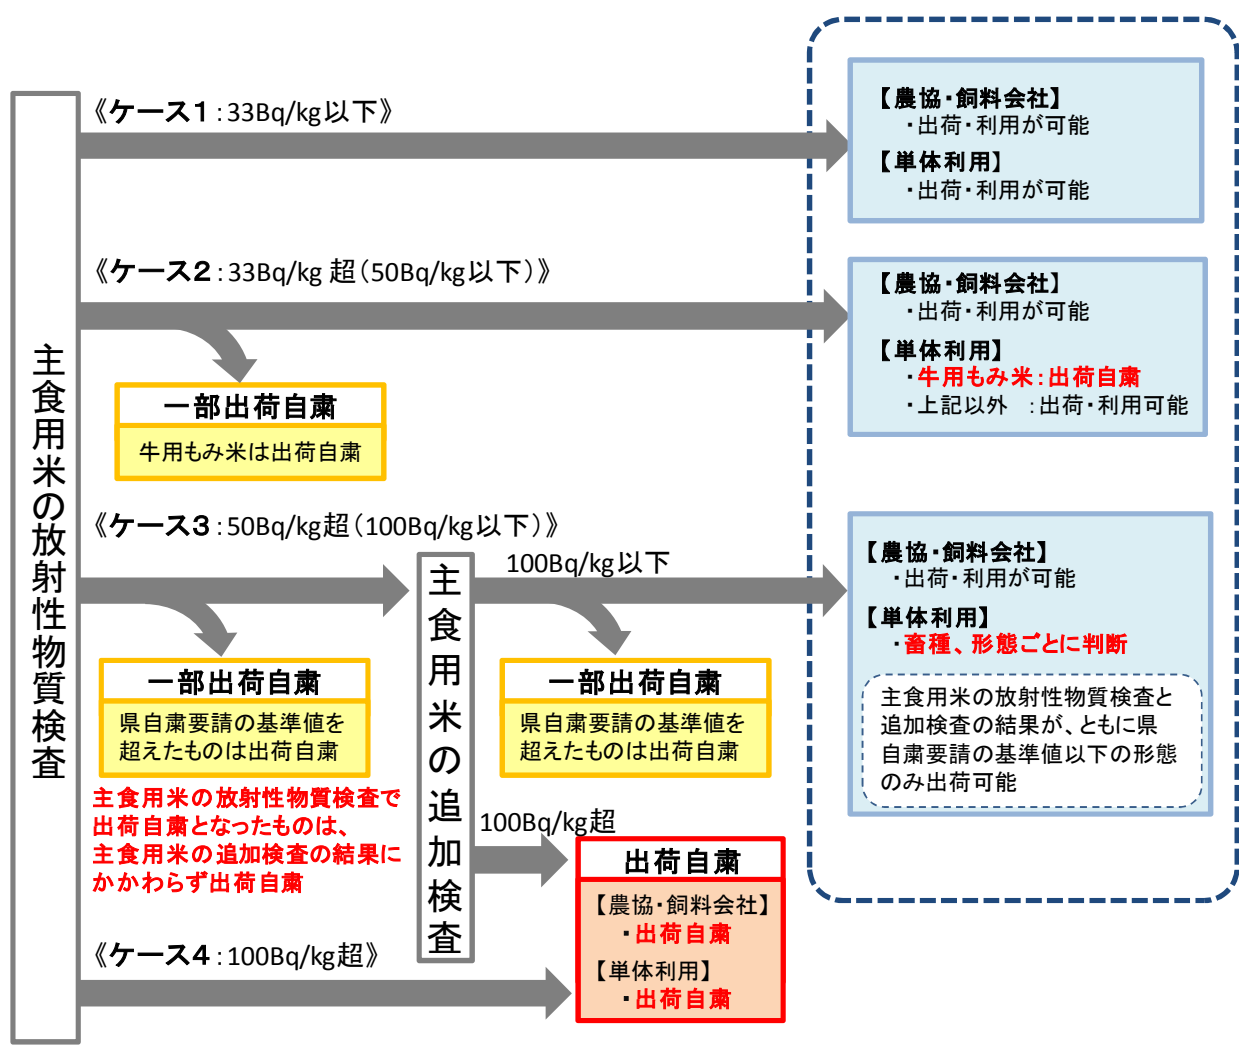 主食用米の放射性物質検査
《ケース1：33Bq/kg以下》
【農協・飼料会社】
・出荷・利用が可能
【単体利用】
・出荷・利用が可能
《ケース2：33Bq/kg 超（50Bq/kg以下）》
一部出荷自粛
牛用もみ米は出荷自粛
【農協・飼料会社】
・出荷・利用が可能
【単体利用】
・牛用もみ米：出荷自粛
・上記以外　：出荷・利用可能
《ケース3：50Bq/kg超（100Bq/kg以下）》
一部出荷自粛
県自粛要請の基準値を
超えたものは出荷自粛
主食用米の放射性物質検査で
出荷自粛となったものは、
主食用米の追加検査の結果に
かかわらず出荷自粛
主食用米の追加検査
100Bq/kg以下
一部出荷自粛
県自粛要請の基準値を
超えたものは出荷自粛
【農協・飼料会社】
・出荷・利用が可能
【単体利用】
・畜種、形態ごとに判断
主食用米の放射性物質検査と
追加検査の結果が、ともに県
自粛要請の基準値以下の形態
のみ出荷可能
100Bq/kg超
出荷自粛
【農協・飼料会社】
・出荷自粛
【単体利用】
・出荷自粛
《ケース4：100Bq/kg超》